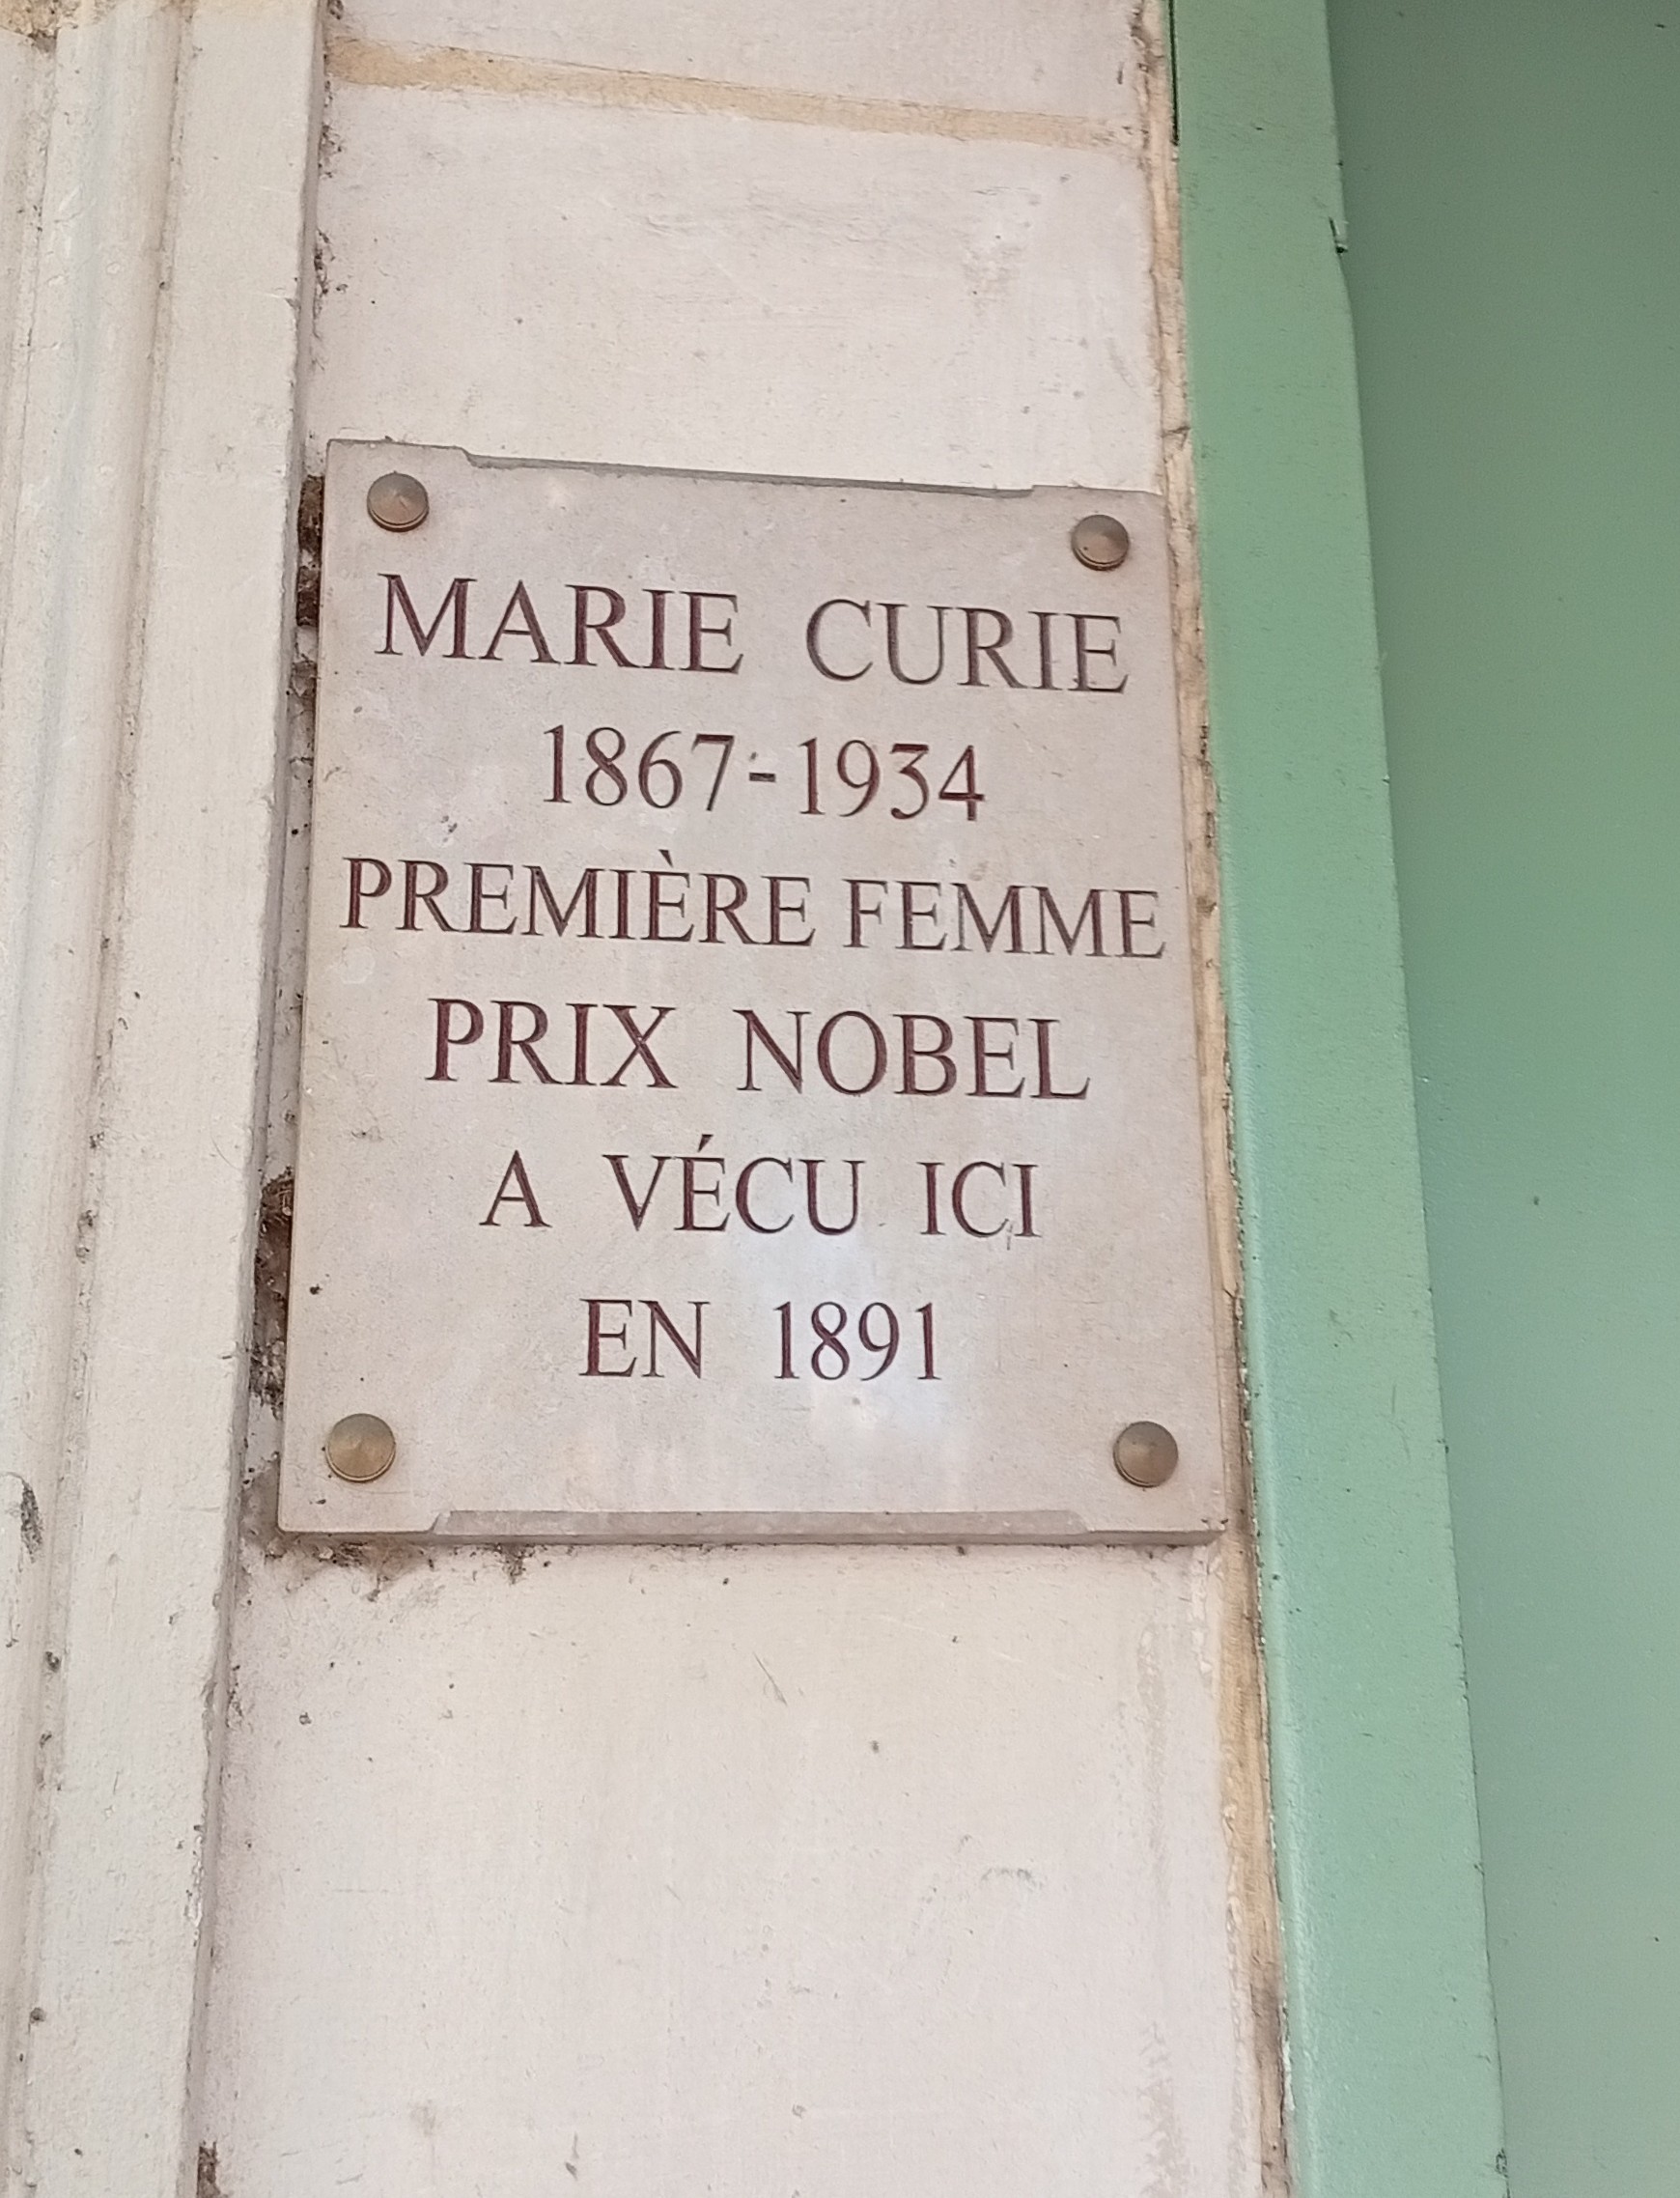 MARIE CURIE
1867-1934
PREMIÈRE FEMME
PRIX NOBEL
A VÉCU ICI
EN 1891